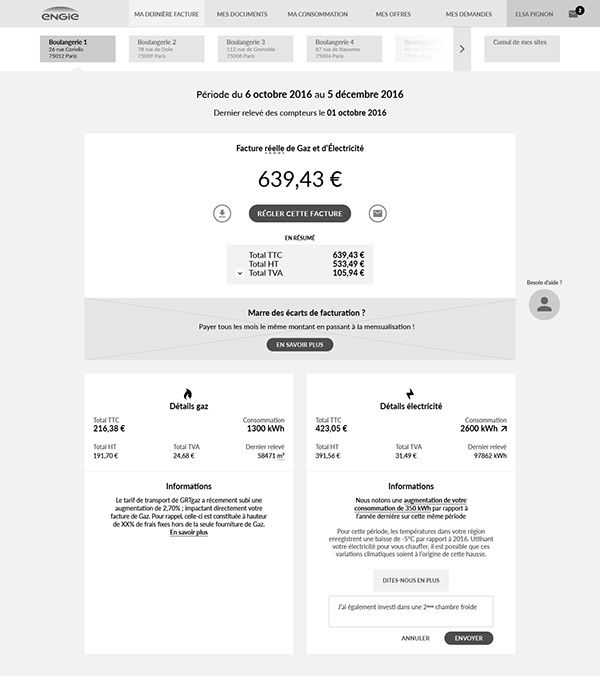 ENGIE
MA DERNIÈRE FACTURE
MES DOCUMENTS
MA CONSOMMATION
MES OFFRES
MES DEMANDES
ELSA PIGNON
2
Boulangerie 1
26 rue Coriolis
75012 Paris
Boulangerie 2
78 rue de Dole
75009 Paris
Boulangerie 3
112 rue de Grenoble
75008 Paris
Boulangerie 4
87 rue de Bayenne
75004 Paris
Boulangerie 5
Cumul de mes sites
Période du 6 octobre 2016 au 5 décembre 2016
Dernier relevé des compteurs le 01 octobre 2016
Facture réelle de Gaz et d'Électricité
639,43 €
RÉGLER CETTE FACTURE
EN RÉSUMÉ
Total TTC 639,43 €
Total HT 533,49 €
Total TVA 105,94 €
Besoin d'aide ?
Marre des écarts de facturation ?
Payer tous les mois le même montant en passant à la mensualisation !
EN SAVOIR PLUS
Détails gaz
Total TTC
216,38 €
Consommation
1300 kWh
Total HT
191,70 €
Total TVA
24,68 €
Dernier relevé
58471 m³
Informations
Le tarif de transport de GRTgaz a récemment subi une
augmentation de 2,70% ; impactant directement votre
facture de Gaz. Pour rappel, celle-ci est constituée à hauteur
de XX% de frais fixes hors de la seule fourniture de Gaz.
En savoir plus
Détails électricité
Total TTC
423,05 €
Consommation
2600 kWh
Total HT
391,56 €
Total TVA
31,49 €
Dernier relevé
97862 kWh
Informations
Nous notons une augmentation de votre
consommation de 350 kWh par rapport à
l'année dernière sur cette même période
Pour cette période, les températures dans votre région
enregistrent une baisse de -5°C par rapport à 2016. Utilisant
votre électricité pour vous chauffer, il est possible que ces
variations climatiques soient à l'origine de cette hausse.
DITES-NOUS EN PLUS
J'ai également investi dans une 2ème chambre froide
ANNULER
ENVOYER